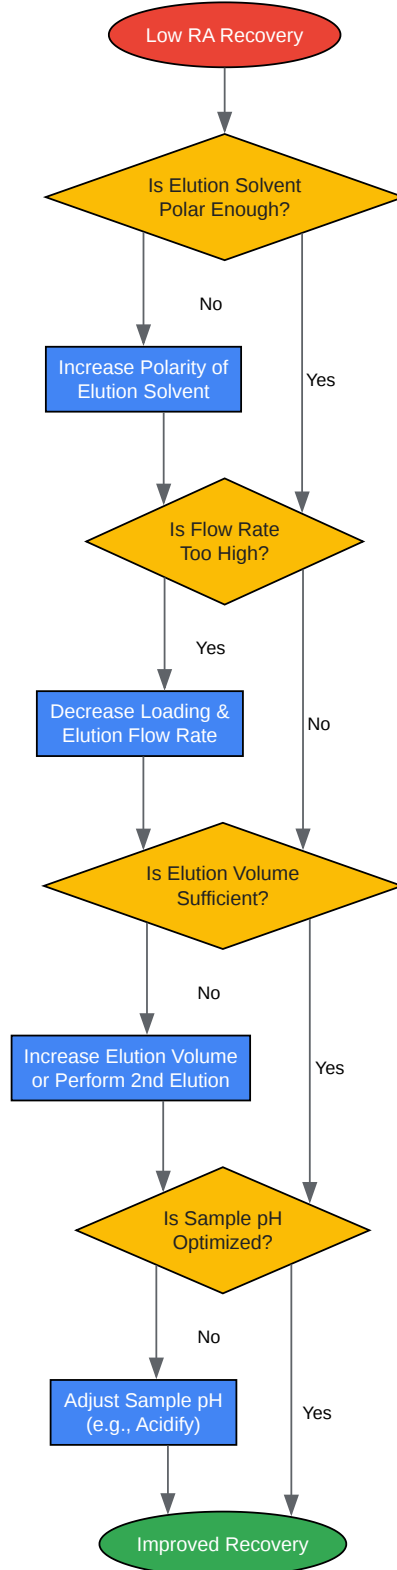 Low RA Recovery
Is Elution Solvent
Polar Enough?
No
Increase Polarity of
Elution Solvent
Yes
Is Flow Rate
Too High?
Yes
Decrease Loading &
Elution Flow Rate
No
Is Elution Volume
Sufficient?
No
Increase Elution Volume
or Perform 2nd Elution
Yes
Is Sample pH
Optimized?
No
Adjust Sample pH
(e.g., Acidify)
Yes
Improved Recovery